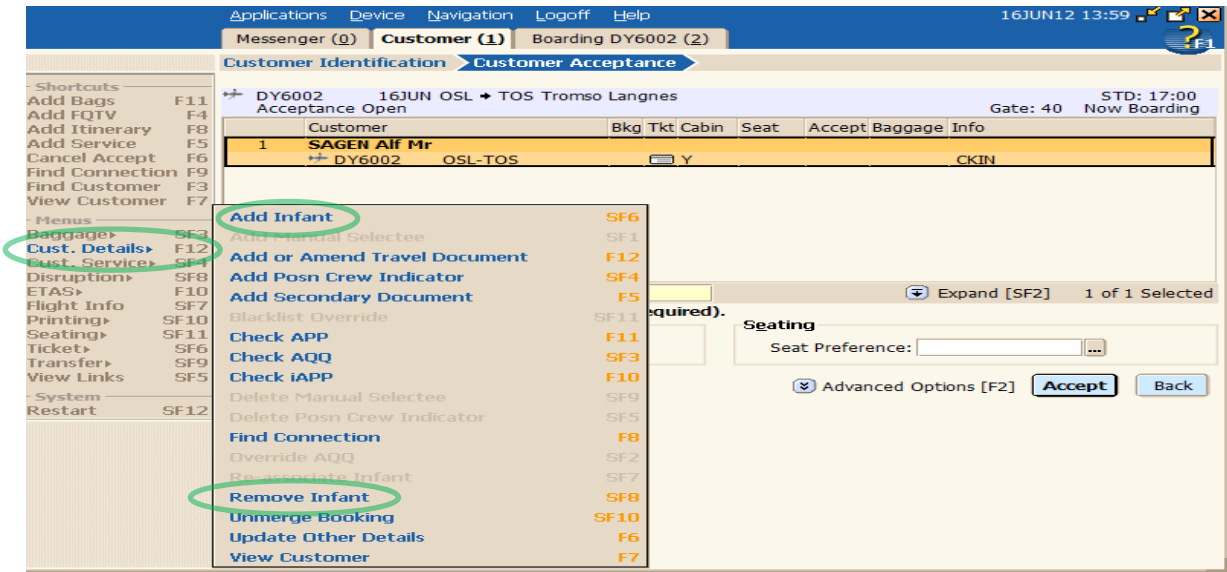 Applications Device Navigation Logoff Help 16JUN12 13:59
Messenger (0) Customer (1) Boarding DY6002 (2)
?F1
Customer Identification Customer Acceptance
Shortcuts
Add Bags F11
Add FQTV F4
Add Itinerary F8
Add Service F5
Cancel Accept F6
Find Connection F9
Find Customer F3
View Customer F7
Menus
Baggage SF3
Cust. Details F12
Cust. Service SF4
Disruption SF8
ETAS F10
Flight Info SF7
Printing SF10
Seating SF11
Ticket SF6
Transfer SF9
View Links SF5
System
Restart SF12
DY6002 16JUN OSL TOS Tromso Langnes STD: 17:00
Acceptance Open Gate: 40 Now Boarding
Customer Bkg Tkt Cabin Seat Accept Baggage Info
1 SAGEN Alf Mr
DY6002 OSL-TOS Y CKIN
Add Infant SF6
Add Manual Selectee SF1
Add or Amend Travel Document F12
Add Posn Crew Indicator SF4
Add Secondary Document F5
Blacklist Override SF11
Check APP F11
Check AQQ SF3
Check iAPP F10
Delete Manual Selectee SF9
Delete Posn Crew Indicator SF5
Find Connection F8
Override AQQ SF2
Re-associate Infant SF7
Remove Infant SF8
Unmerge Booking SF10
Update Other Details F6
View Customer F7
Expand [SF2] 1 of 1 Selected
equired).
Seating
Seat Preference: ...
Advanced Options [F2] Accept Back